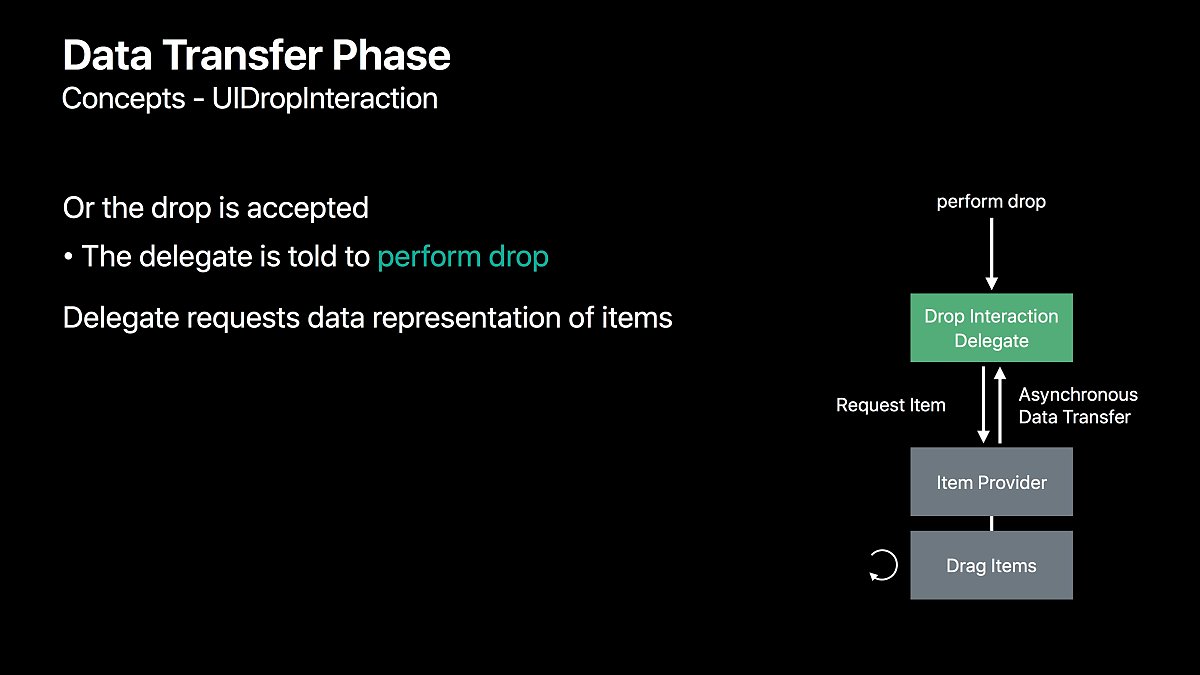 Data Transfer Phase
Concepts - UIDropInteraction
Or the drop is accepted
• The delegate is told to perform drop
Delegate requests data representation of items
perform drop
Drop Interaction
Delegate
Request Item
Asynchronous
Data Transfer
Item Provider
Drag Items